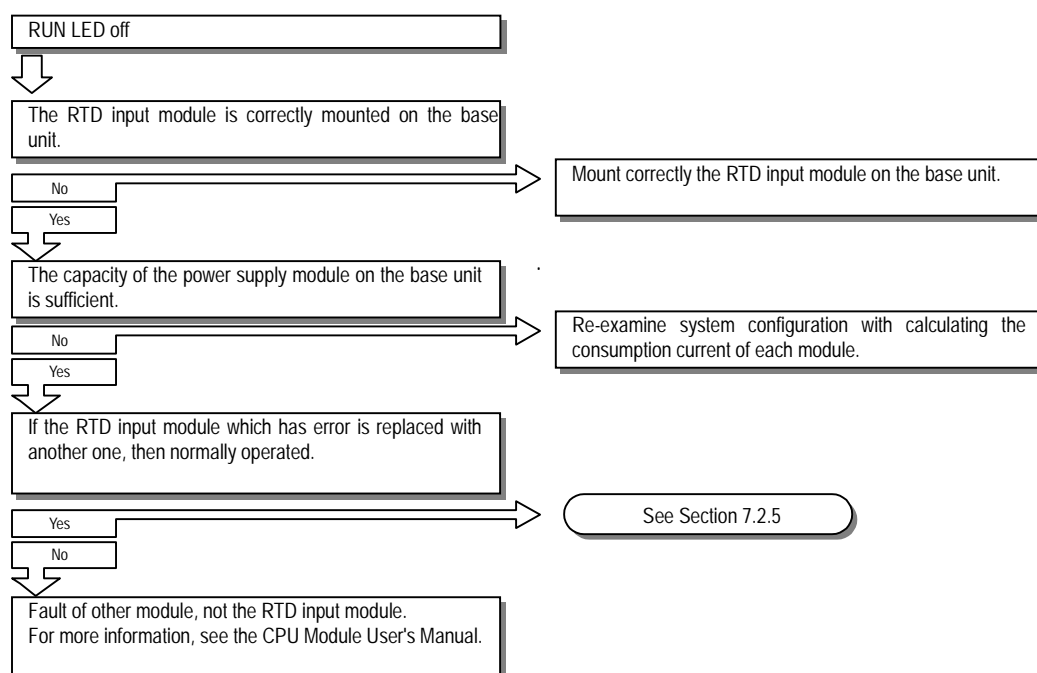 RUN LED off
The RTD input module is correctly mounted on the base
unit.
No
Mount correctly the RTD input module on the base unit.
Yes
The capacity of the power supply module on the base unit
is sufficient.
No
Re-examine system configuration with calculating the
consumption current of each module.
Yes
If the RTD input module which has error is replaced with
another one, then normally operated.
Yes
See Section 7.2.5
No
Fault of other module, not the RTD input module.
For more information, see the CPU Module User's Manual.